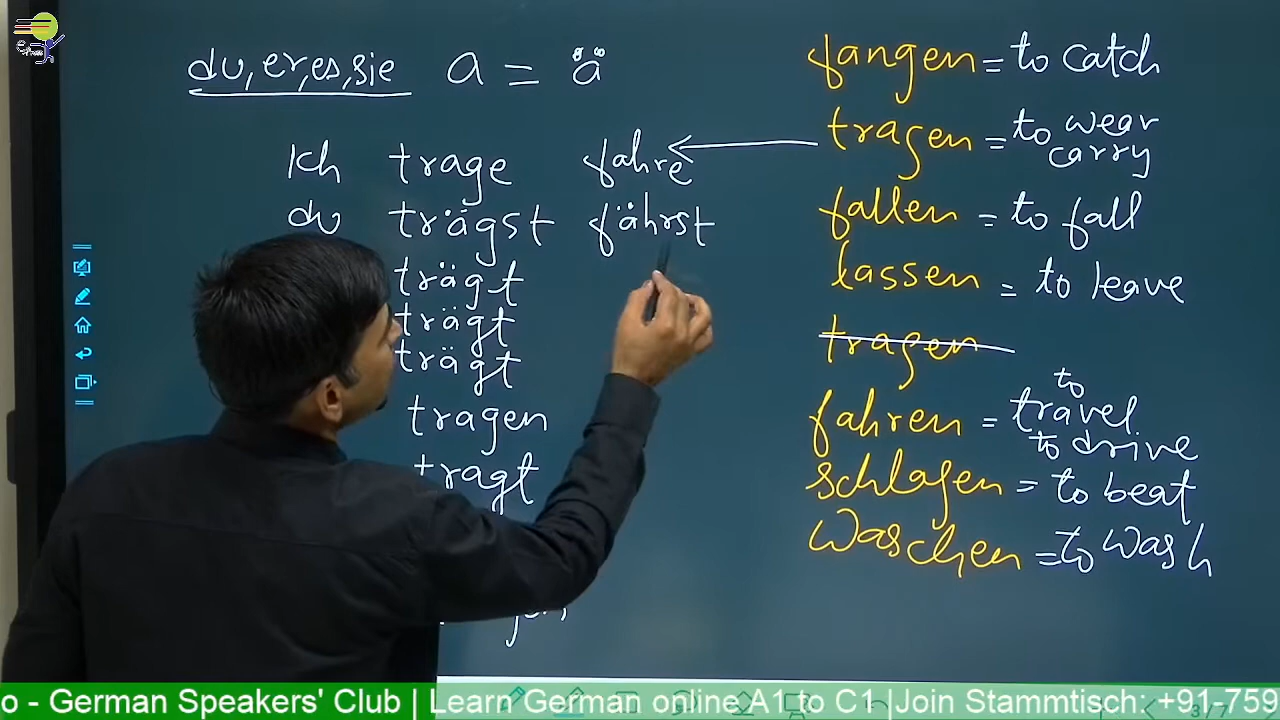 du, er, es, sie a = ä
Ich trage fahre
du trägst fährst
trägt
trägt
trägt
tragen
tragt
fangen = to catch
tragen = to wear
carry
fallen = to fall
lassen = to leave
tragen
fahren = to travel
to drive
schlagen = to beat
waschen = to wash
o - German Speakers' Club | Learn German online A1 to C1 |Join Stammtisch: +91-759